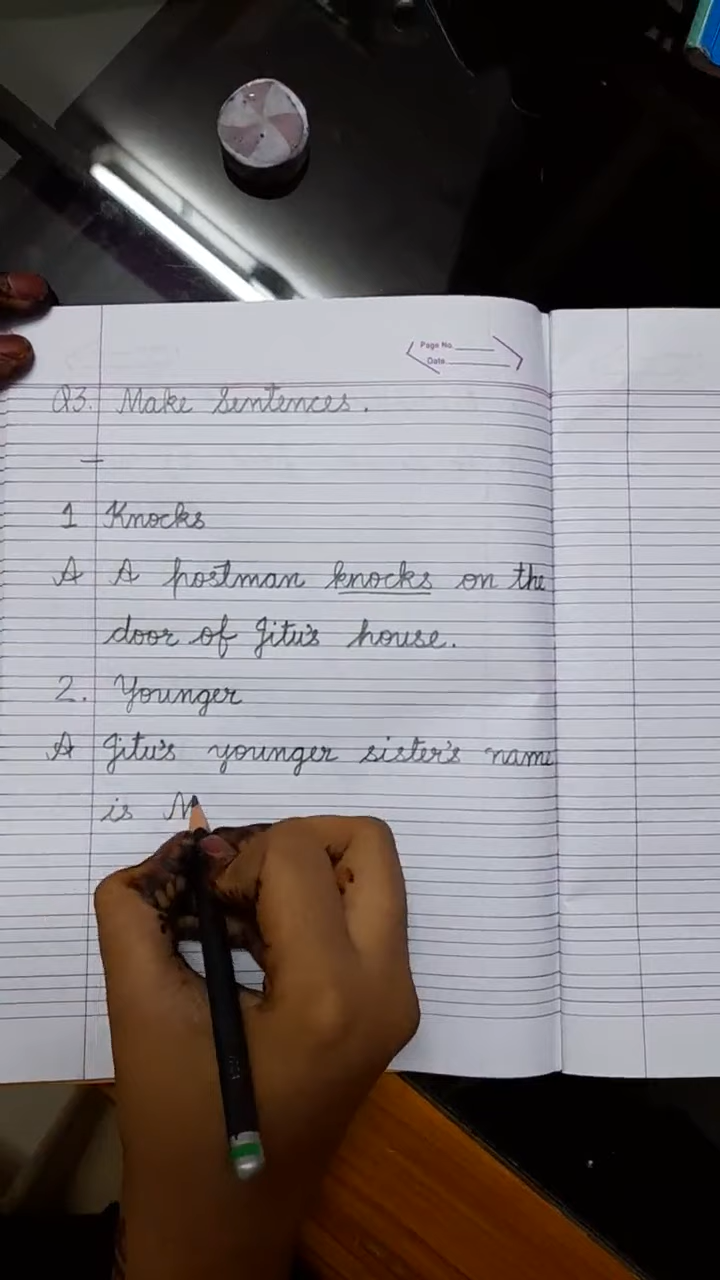 Page No.
Date
Q3. Make Sentences.
1 Knocks
A A postman knocks on the
door of Jitu's house.
2. Younger
A Jitu's younger sister's name
is M